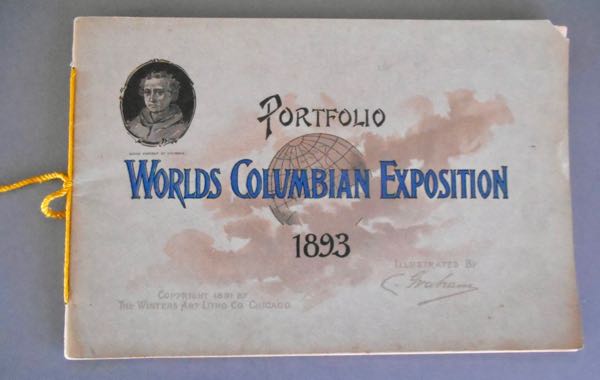 PORTFOLIO
WORLDS COLUMBIAN EXPOSITION
1893
ILLUSTRATED BY
C. Graham
COPYRIGHT 1891 BY
THE WINTERS ART LITHO. CO. CHICAGO.